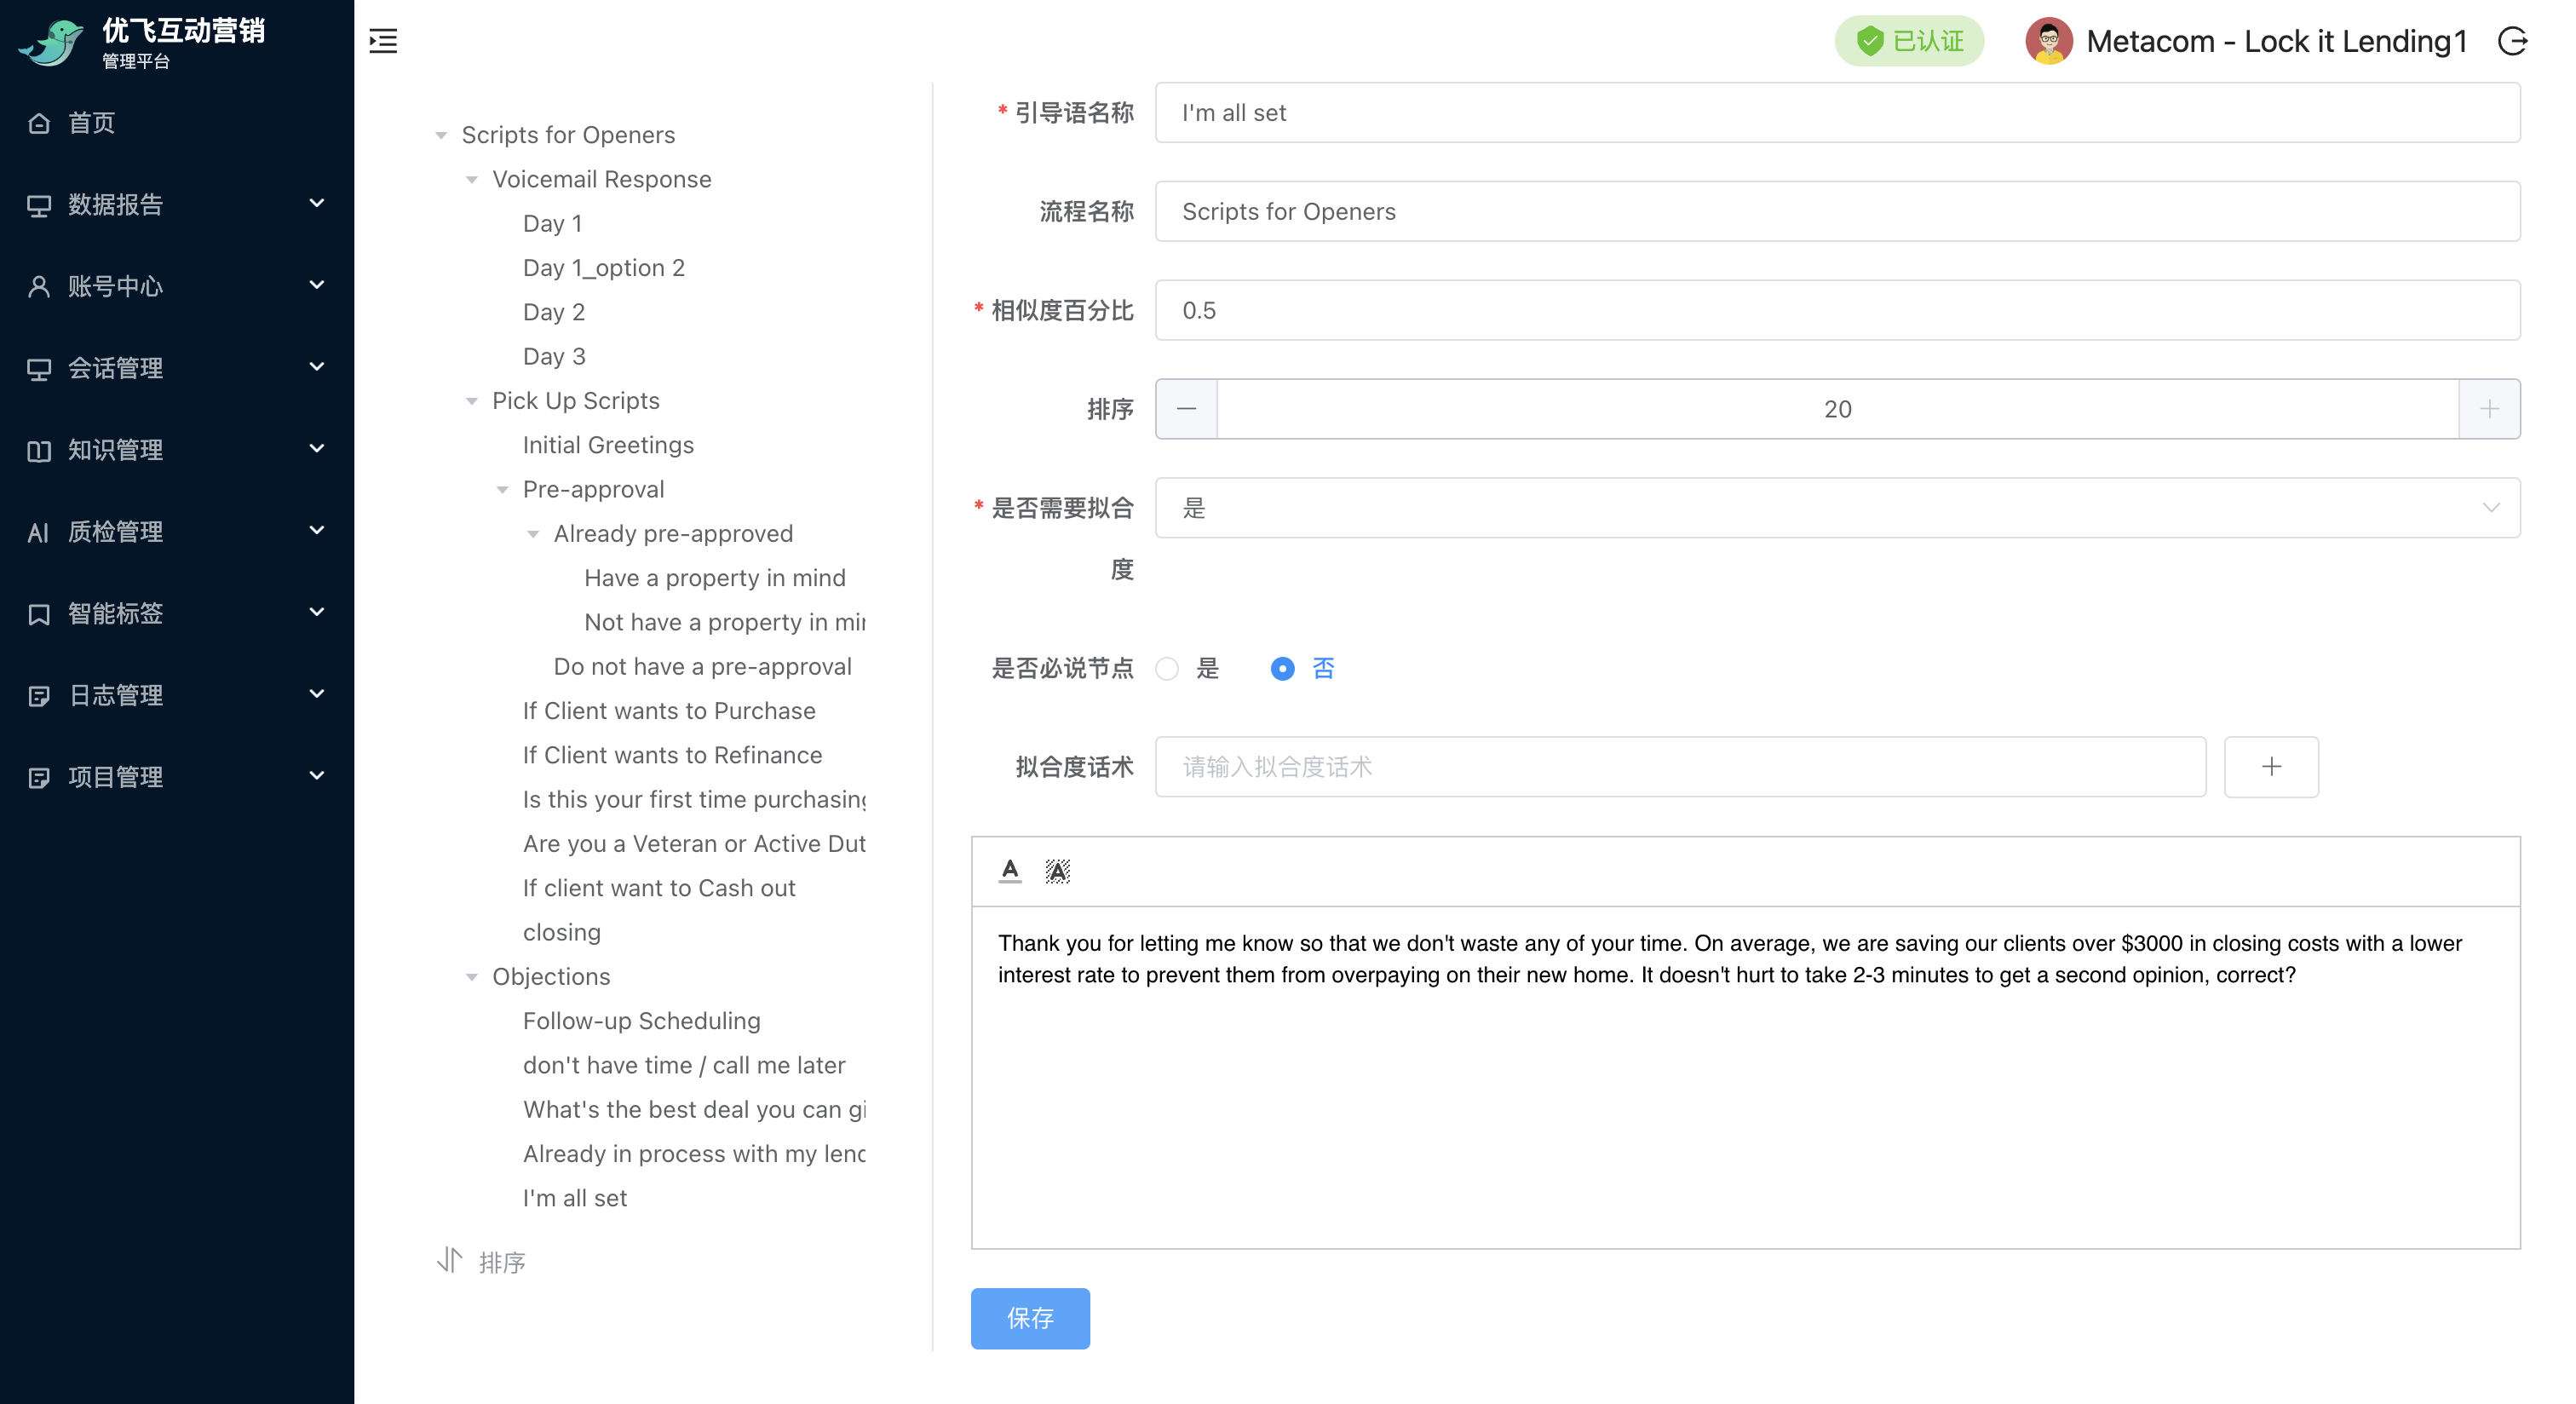 优飞互动营销
管理平台
已认证
Metacom - Lock it Lending1
首页
数据报告
账号中心
会话管理
知识管理
AI 质检管理
智能标签
日志管理
项目管理
Scripts for Openers
Voicemail Response
Day 1
Day 1_option 2
Day 2
Day 3
Pick Up Scripts
Initial Greetings
Pre-approval
Already pre-approved
Have a property in mind
Not have a property in mi
Do not have a pre-approval
If Client wants to Purchase
If Client wants to Refinance
Is this your first time purchasing
Are you a Veteran or Active Dut
If client want to Cash out
closing
Objections
Follow-up Scheduling
don't have time / call me later
What's the best deal you can gi
Already in process with my lenc
I'm all set
排序
* 引导语名称 I'm all set
流程名称 Scripts for Openers
* 相似度百分比 0.5
排序 20
* 是否需要拟合 是
度
是否必说节点 是 否
拟合度话术 请输入拟合度话术
Thank you for letting me know so that we don't waste any of your time. On average, we are saving our clients over $3000 in closing costs with a lower
interest rate to prevent them from overpaying on their new home. It doesn't hurt to take 2-3 minutes to get a second opinion, correct?
保存